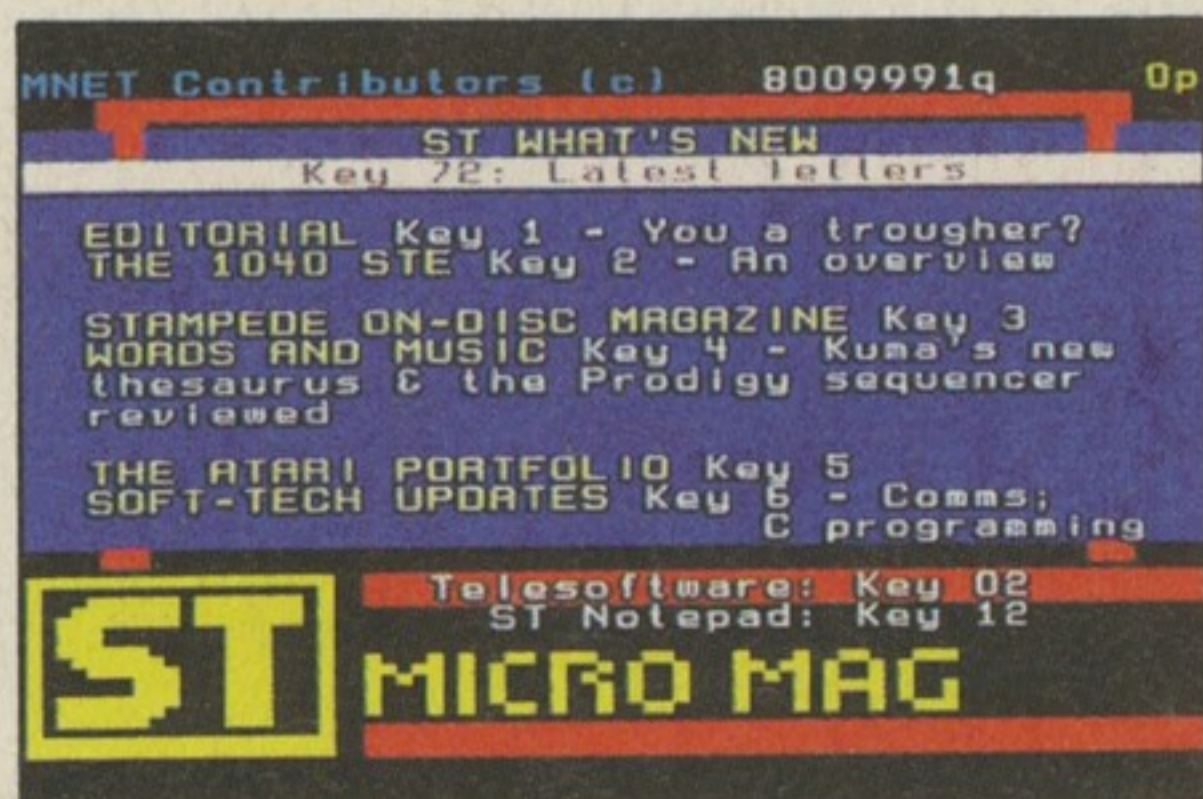 MNET Contributors (c) 8009991q Op
ST WHAT'S NEW
Key 72: Latest letters
EDITORIAL Key 1 - You a trougher?
THE 1040 STE Key 2 - An overview
STAMPEDE ON-DISC MAGAZINE Key 3
WORDS AND MUSIC Key 4 - Kuma's new
thesaurus & the Prodigy sequencer
reviewed
THE ATARI PORTFOLIO Key 5
SOFT-TECH UPDATES Key 6 - Comms;
C programming
Telesoftware: Key 02
ST Notepad: Key 12
ST MICRO MAG